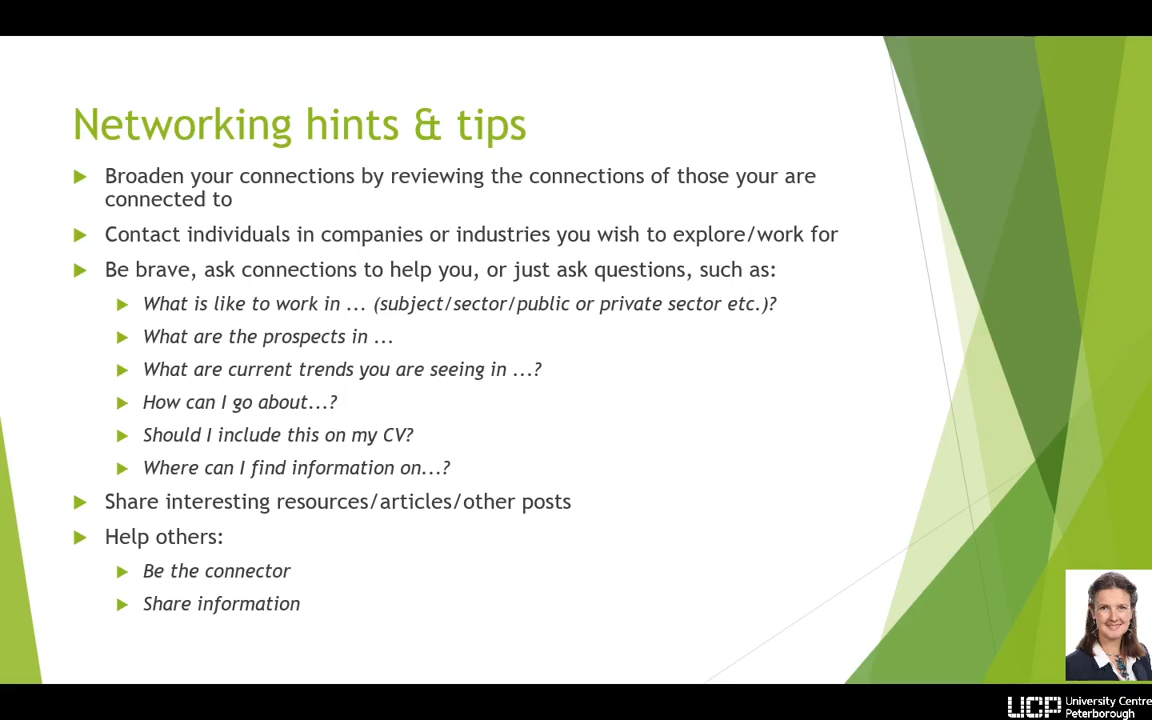 Networking hints & tips
Broaden your connections by reviewing the connections of those your are
connected to
Contact individuals in companies or industries you wish to explore/work for
Be brave, ask connections to help you, or just ask questions, such as:
What is like to work in ... (subject/sector/public or private sector etc.)?
What are the prospects in ...
What are current trends you are seeing in ...?
How can I go about...?
Should I include this on my CV?
Where can I find information on...?
Share interesting resources/articles/other posts
Help others:
Be the connector
Share information
UCP University Centre
Peterborough